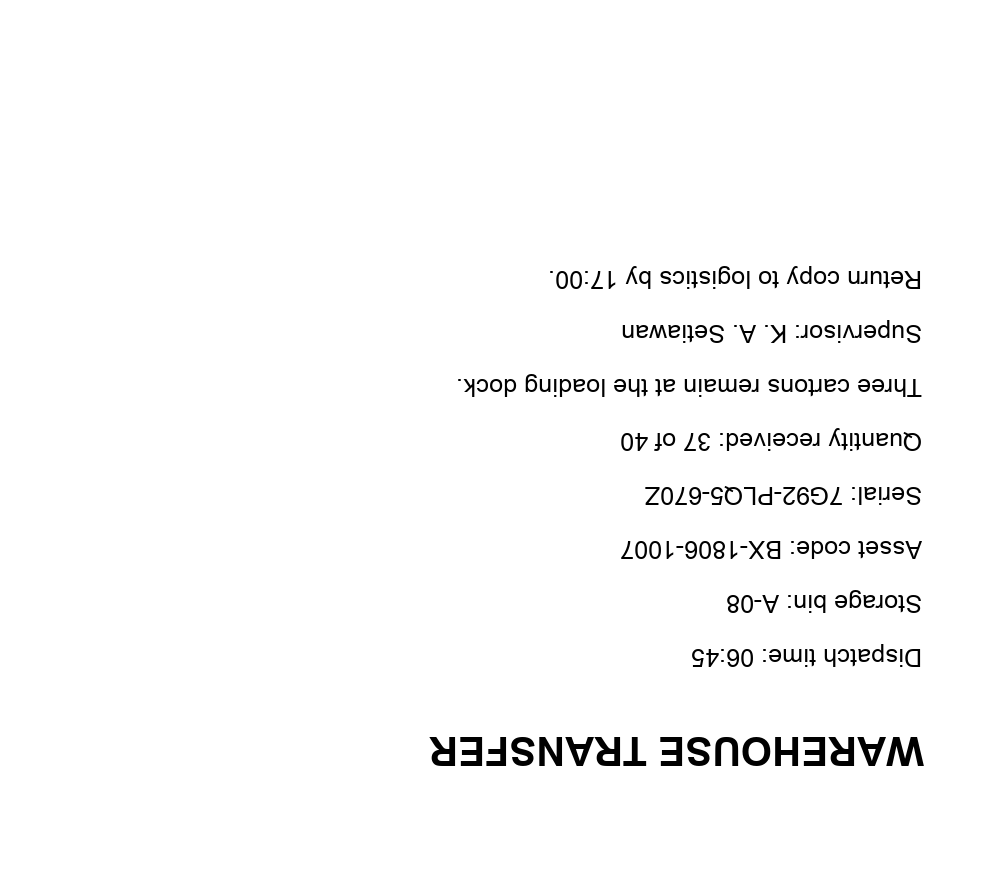 WAREHOUSE TRANSFER
Dispatch time: 06:45
Storage bin: A-08
Asset code: BX-1806-1007
Serial: 7G92-PLQ5-670Z
Quantity received: 37 of 40
Three cartons remain at the loading dock.
Supervisor: K. A. Setiawan
Return copy to logistics by 17:00.